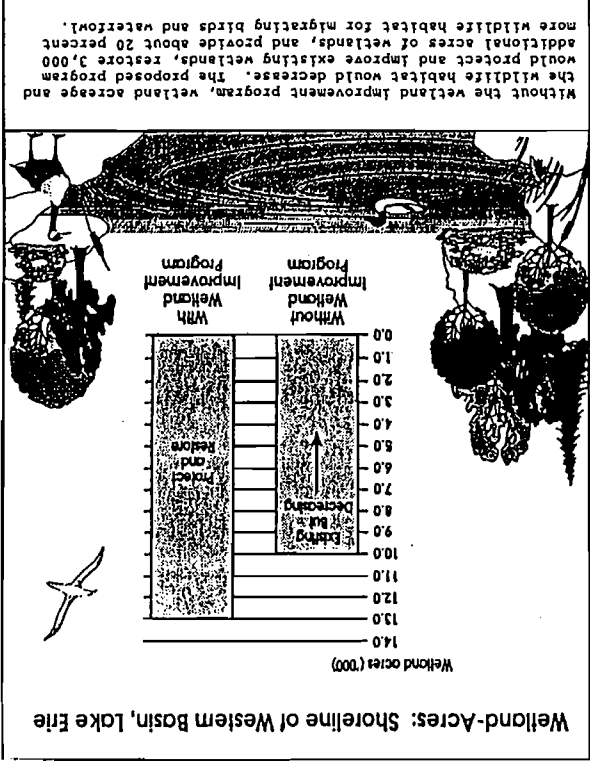 Wetland-Acres: Shoreline of Western Basin, Lake Erie
Wetland acres ('000)
14.0
13.0
12.0
11.0
10.0
9.0
8.0
7.0
6.0
5.0
4.0
3.0
2.0
1.0
0.0
Existing
But
Decreasing
Protect
and
Restore
Without
Wetland
Improvement
Program
With
Wetland
Improvement
Program
Without the wetland improvement program, wetland acreage and
the wildlife habitat would decrease. The proposed program
would protect and improve existing wetlands, restore 3,000
additional acres of wetlands, and provide about 20 percent
more wildlife habitat for migrating birds and waterfowl.